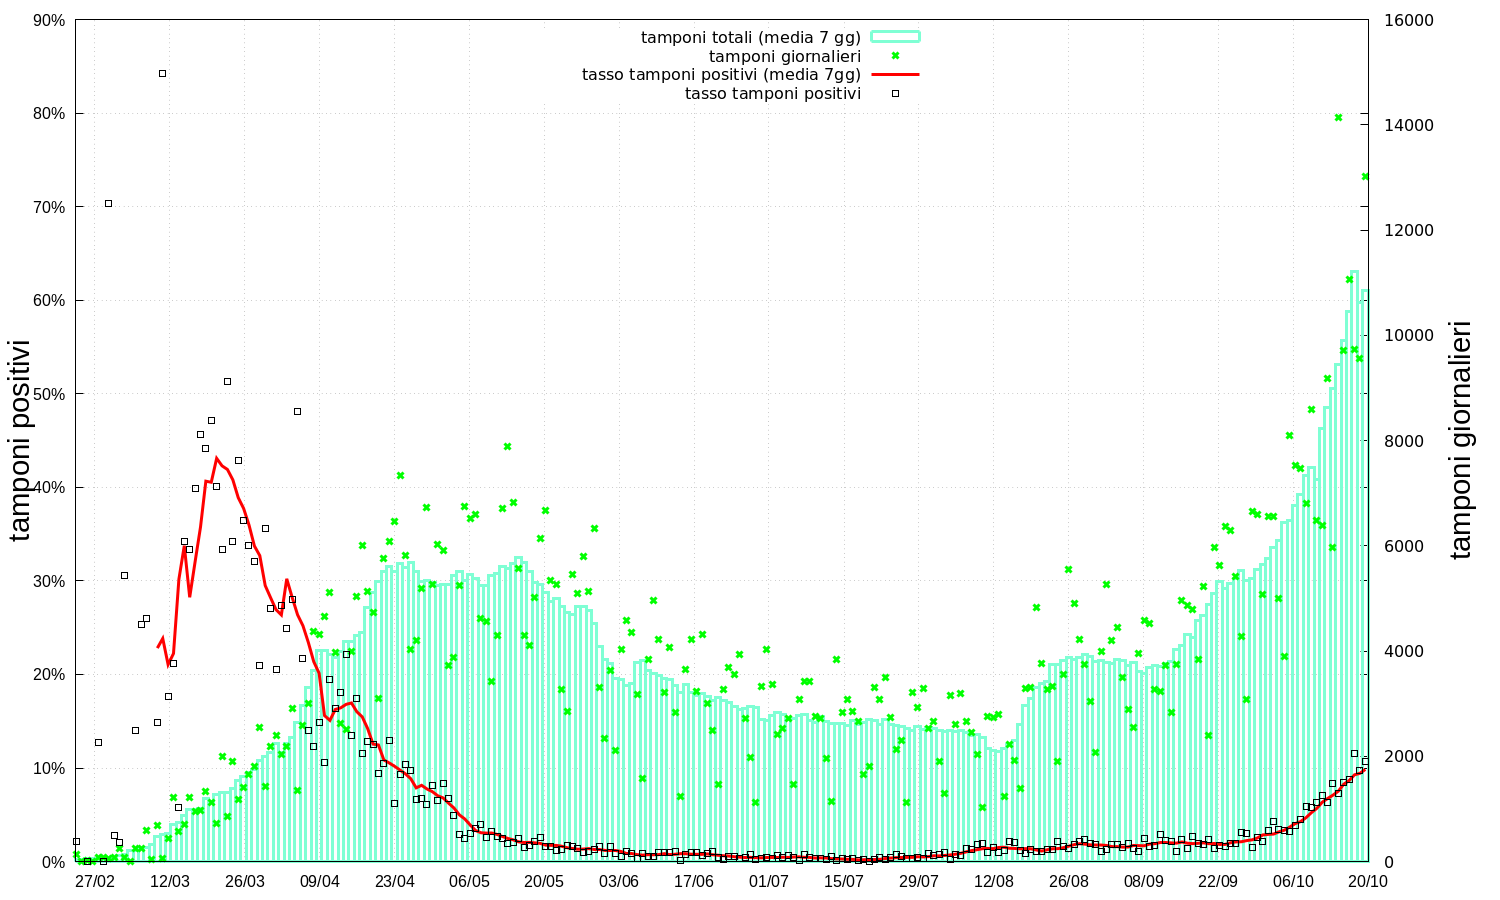 tamponi totali (media 7 gg)
tamponi giornalieri
tasso tamponi positivi (media 7gg)
tasso tamponi positivi
tamponi positivi
90%
80%
70%
60%
50%
40%
30%
20%
10%
0%
16000
14000
12000
10000
8000
6000
4000
2000
0
tamponi giornalieri
27/02 12/03 26/03 09/04 23/04 06/05 20/05 03/06 17/06 01/07 15/07 29/07 12/08 26/08 08/09 22/09 06/10 20/10